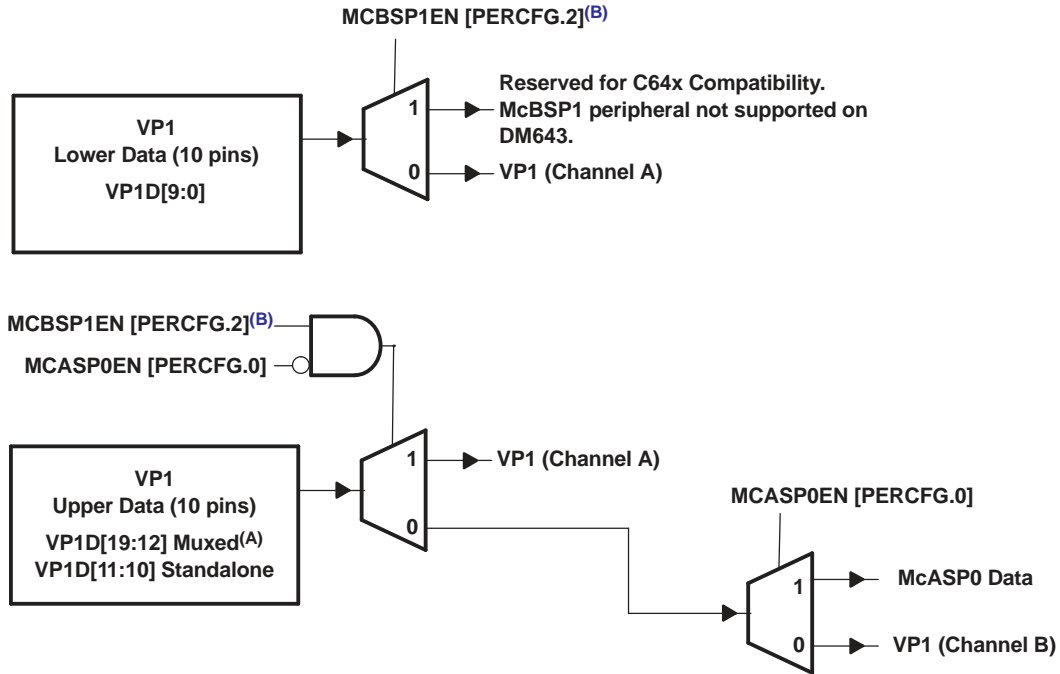 MCBSP1EN [PERCFG.2](B)
1
Reserved for C64x Compatibility.
McBSP1 peripheral not supported on
DM643.
VP1
Lower Data (10 pins)
VP1D[9:0]
0
VP1 (Channel A)
MCBSP1EN [PERCFG.2](B)
MCASP0EN [PERCFG.0]
VP1
Upper Data (10 pins)
VP1D[19:12] Muxed(A)
VP1D[11:10] Standalone
1
VP1 (Channel A)
0
MCASP0EN [PERCFG.0]
1
McASP0 Data
0
VP1 (Channel B)